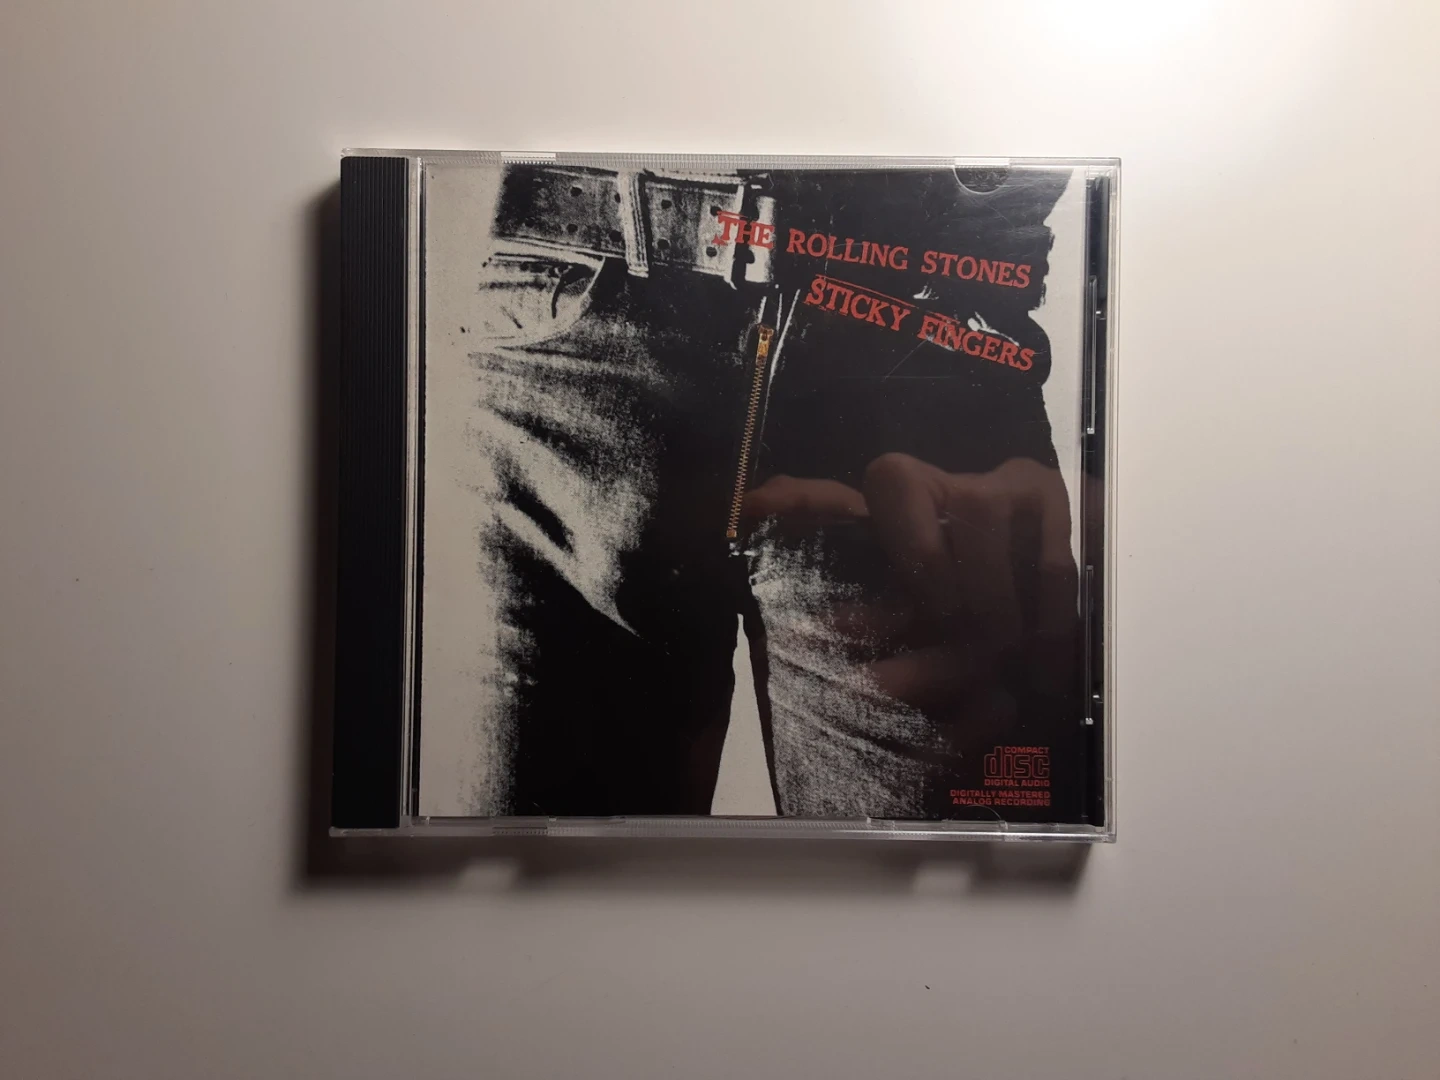 THE ROLLING STONES
STICKY FINGERS
COMPACT
disc
DIGITAL AUDIO
DIGITALLY MASTERED
ANALOG RECORDING